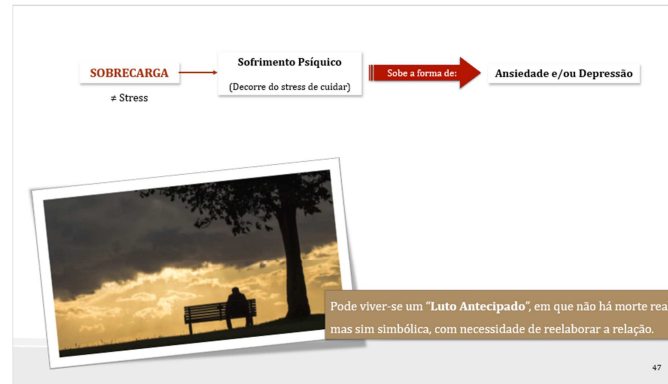 SOBRECARGA
≠ Stress
Sofrimento Psíquico
(Decorre do stress de cuidar)
Sobe a forma de:
Ansiedade e/ou Depressão
Pode viver-se um “Luto Antecipado”, em que não há morte rea
mas sim simbólica, com necessidade de reelaborar a relação.
47